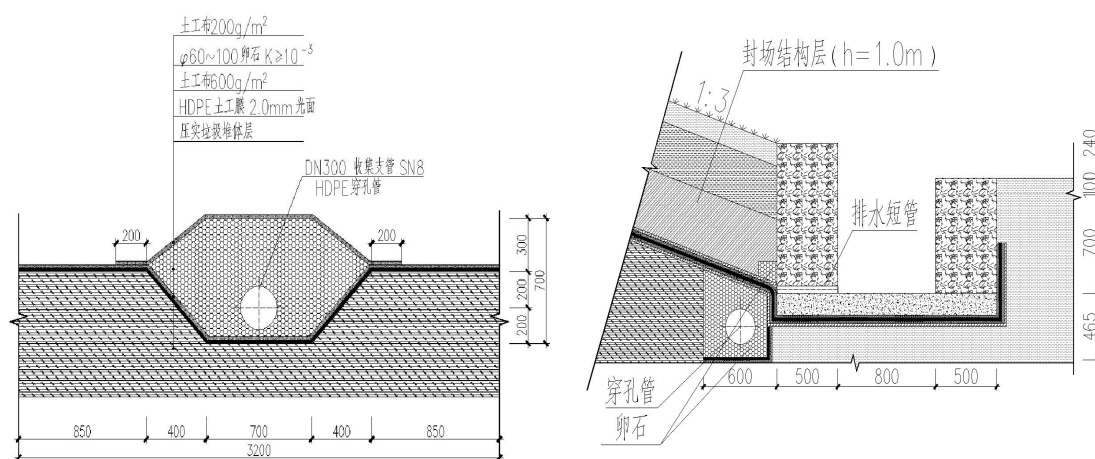 土工布200g/m²
φ60~100卵石 K≥10⁻³
土工布600g/m²
HDPE土工膜 2.0mm光面
压实垃圾堆体层
DN300 收集支管 SN8
HDPE穿孔管
200
200
300
200
200
700
850
400
700
400
850
3200
封场结构层(h=1.0m)
1:3
排水短管
240
100
700
465
600
500
800
500
穿孔管
卵石